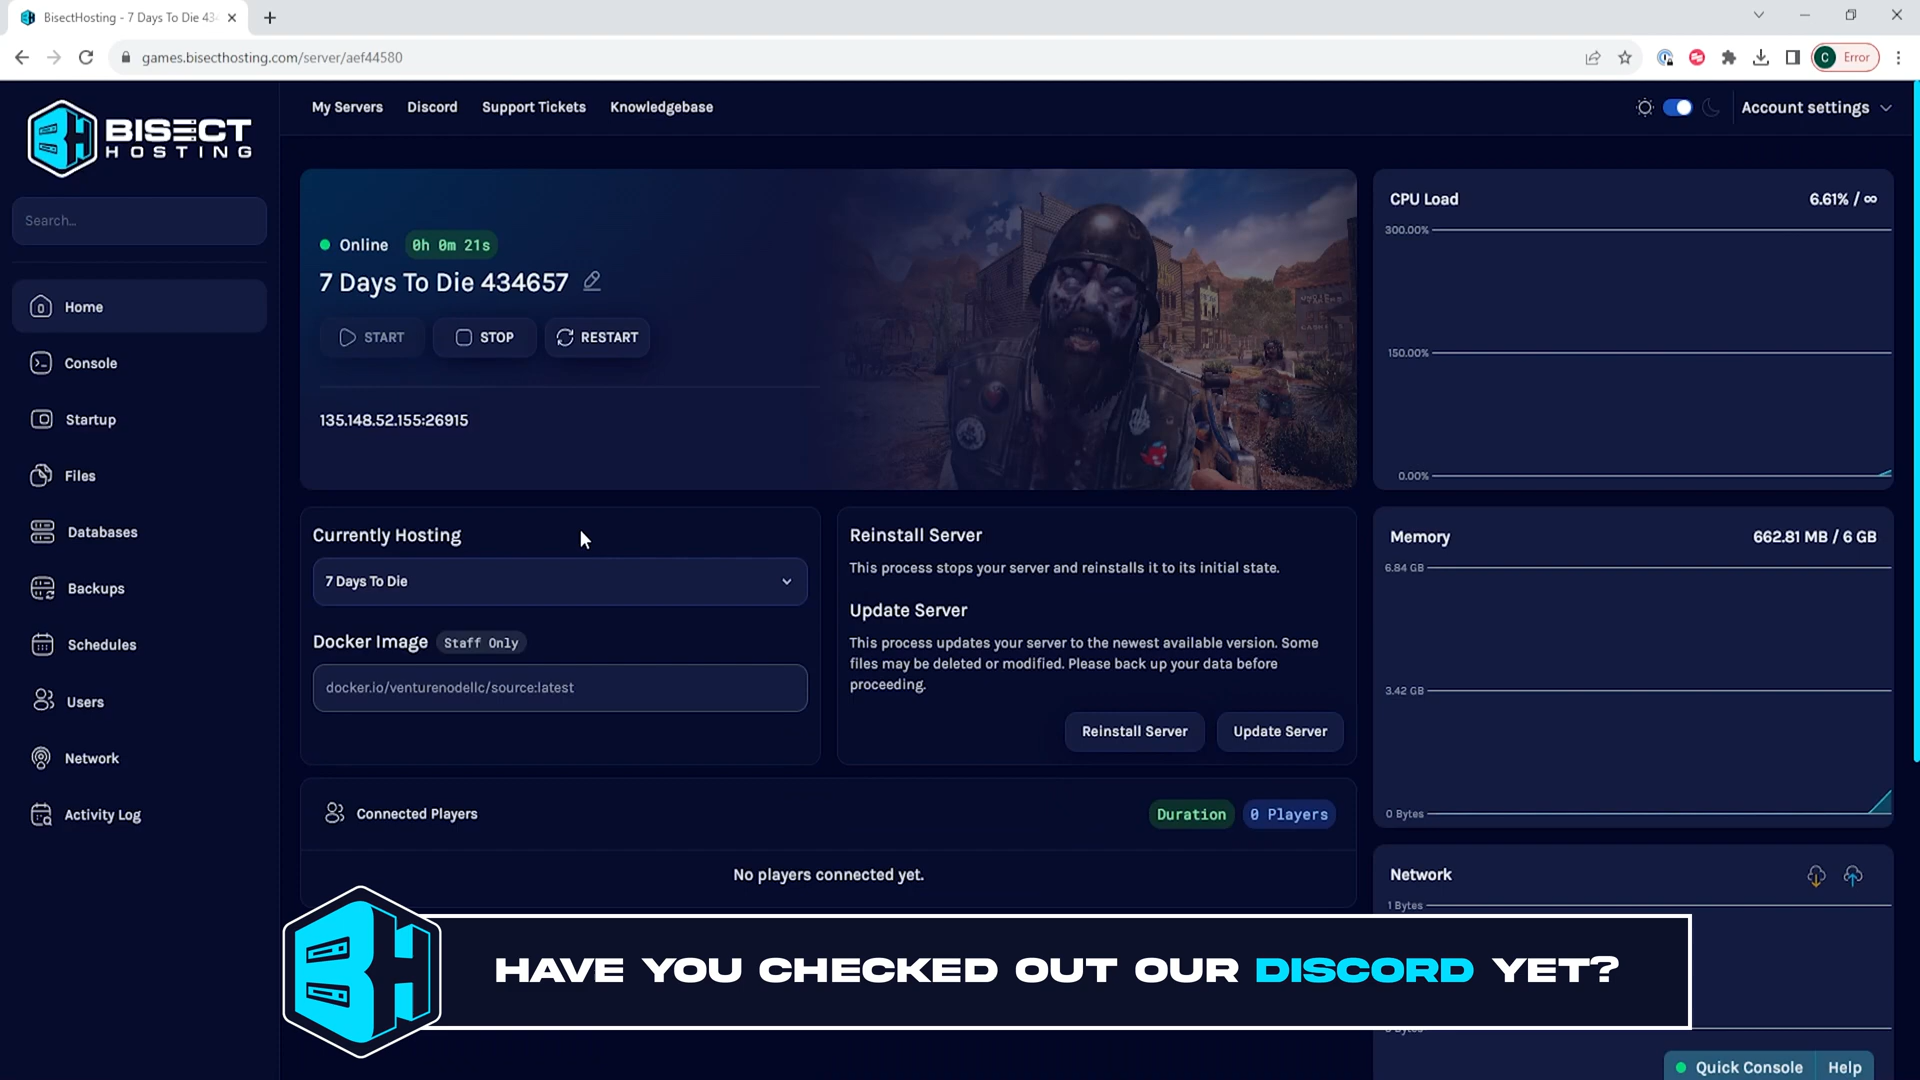 BisectHosting - 7 Days To Die 434
games.bisecthosting.com/server/aef44580
Error
C
BISECT
HOSTING
My Servers
Discord
Support Tickets
Knowledgebase
Account settings
Search...
Home
Console
Startup
Files
Databases
Backups
Schedules
Users
Network
Activity Log
Online
0h 0m 21s
7 Days To Die 434657
START
STOP
RESTART
135.148.52.155:26915
CPU Load
6.61% / ∞
300.00%
150.00%
0.00%
Currently Hosting
7 Days To Die
Docker Image
Staff Only
docker.io/venturenodellc/source:latest
Reinstall Server
This process stops your server and reinstalls it to its initial state.
Update Server
This process updates your server to the newest available version. Some
files may be deleted or modified. Please back up your data before
proceeding.
Reinstall Server
Update Server
Memory
662.81 MB / 6 GB
6.84 GB
3.42 GB
0 Bytes
Connected Players
Duration
0 Players
No players connected yet.
Network
1 Bytes
HAVE YOU CHECKED OUT OUR DISCORD YET?
Quick Console
Help